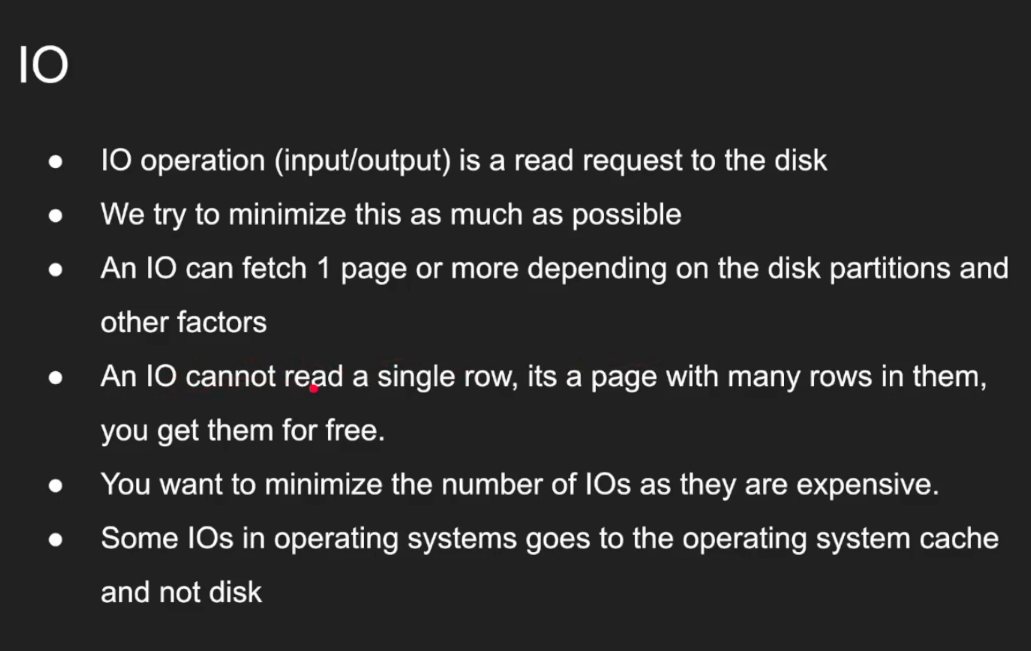 IO
● IO operation (input/output) is a read request to the disk
● We try to minimize this as much as possible
● An IO can fetch 1 page or more depending on the disk partitions and
other factors
● An IO cannot read a single row, its a page with many rows in them,
you get them for free.
● You want to minimize the number of IOs as they are expensive.
● Some IOs in operating systems goes to the operating system cache
and not disk